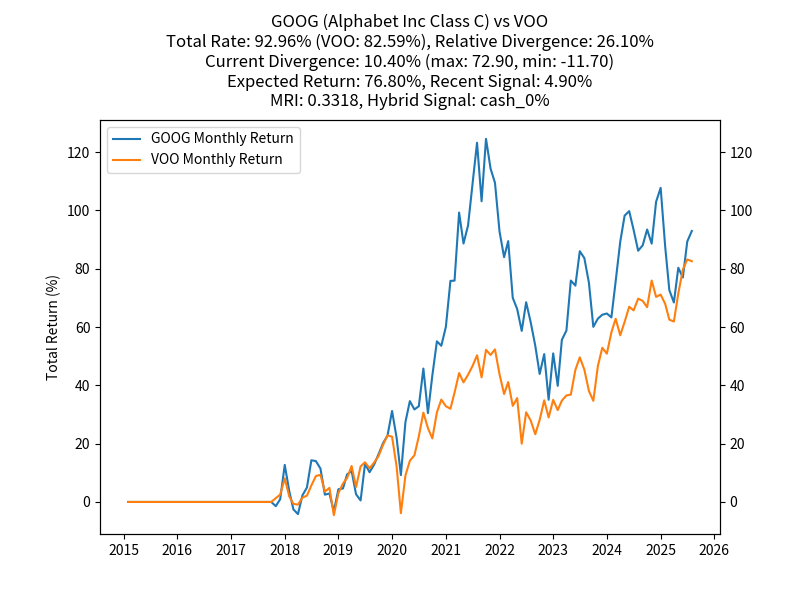 GOOG (Alphabet Inc Class C) vs VOO
Total Rate: 92.96% (VOO: 82.59%), Relative Divergence: 26.10%
Current Divergence: 10.40% (max: 72.90, min: -11.70)
Expected Return: 76.80%, Recent Signal: 4.90%
MRI: 0.3318, Hybrid Signal: cash_0%
GOOG Monthly Return
VOO Monthly Return
120 120
100 100
80 80
60 60
40 40
20 20
0 0
Total Return (%)
2015 2016 2017 2018 2019 2020 2021 2022 2023 2024 2025 2026